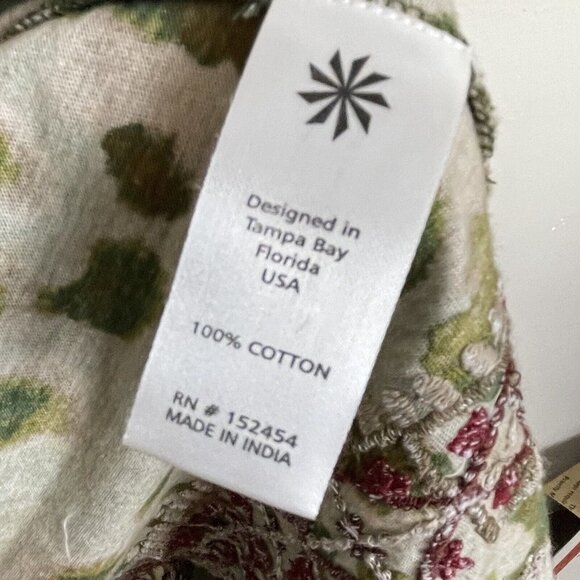 Designed in
Tampa Bay
Florida
USA
100% COTTON
RN # 152454
MADE IN INDIA